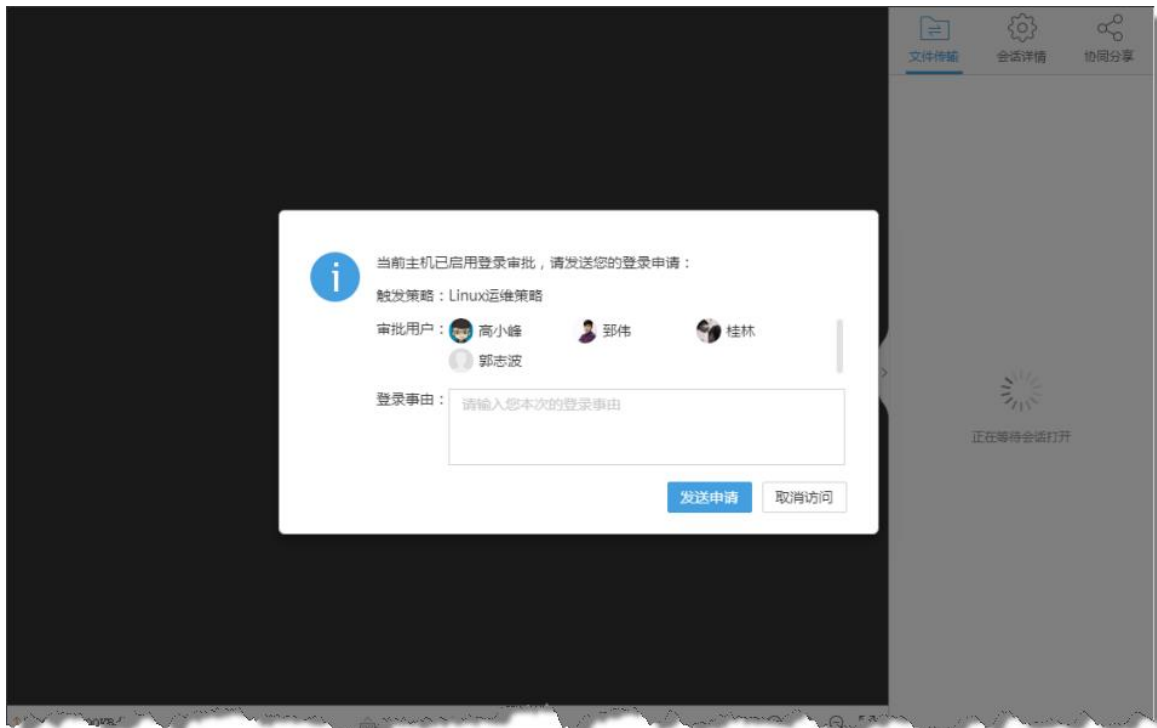 文件传输 会话详情 协同分享
当前主机已启用登录审批，请发送您的登录申请：
触发策略：Linux运维策略
审批用户：高小峰 郅伟 桂林
郭志波
登录事由：请输入您本次的登录事由
正在等待会话打开
发送申请 取消访问